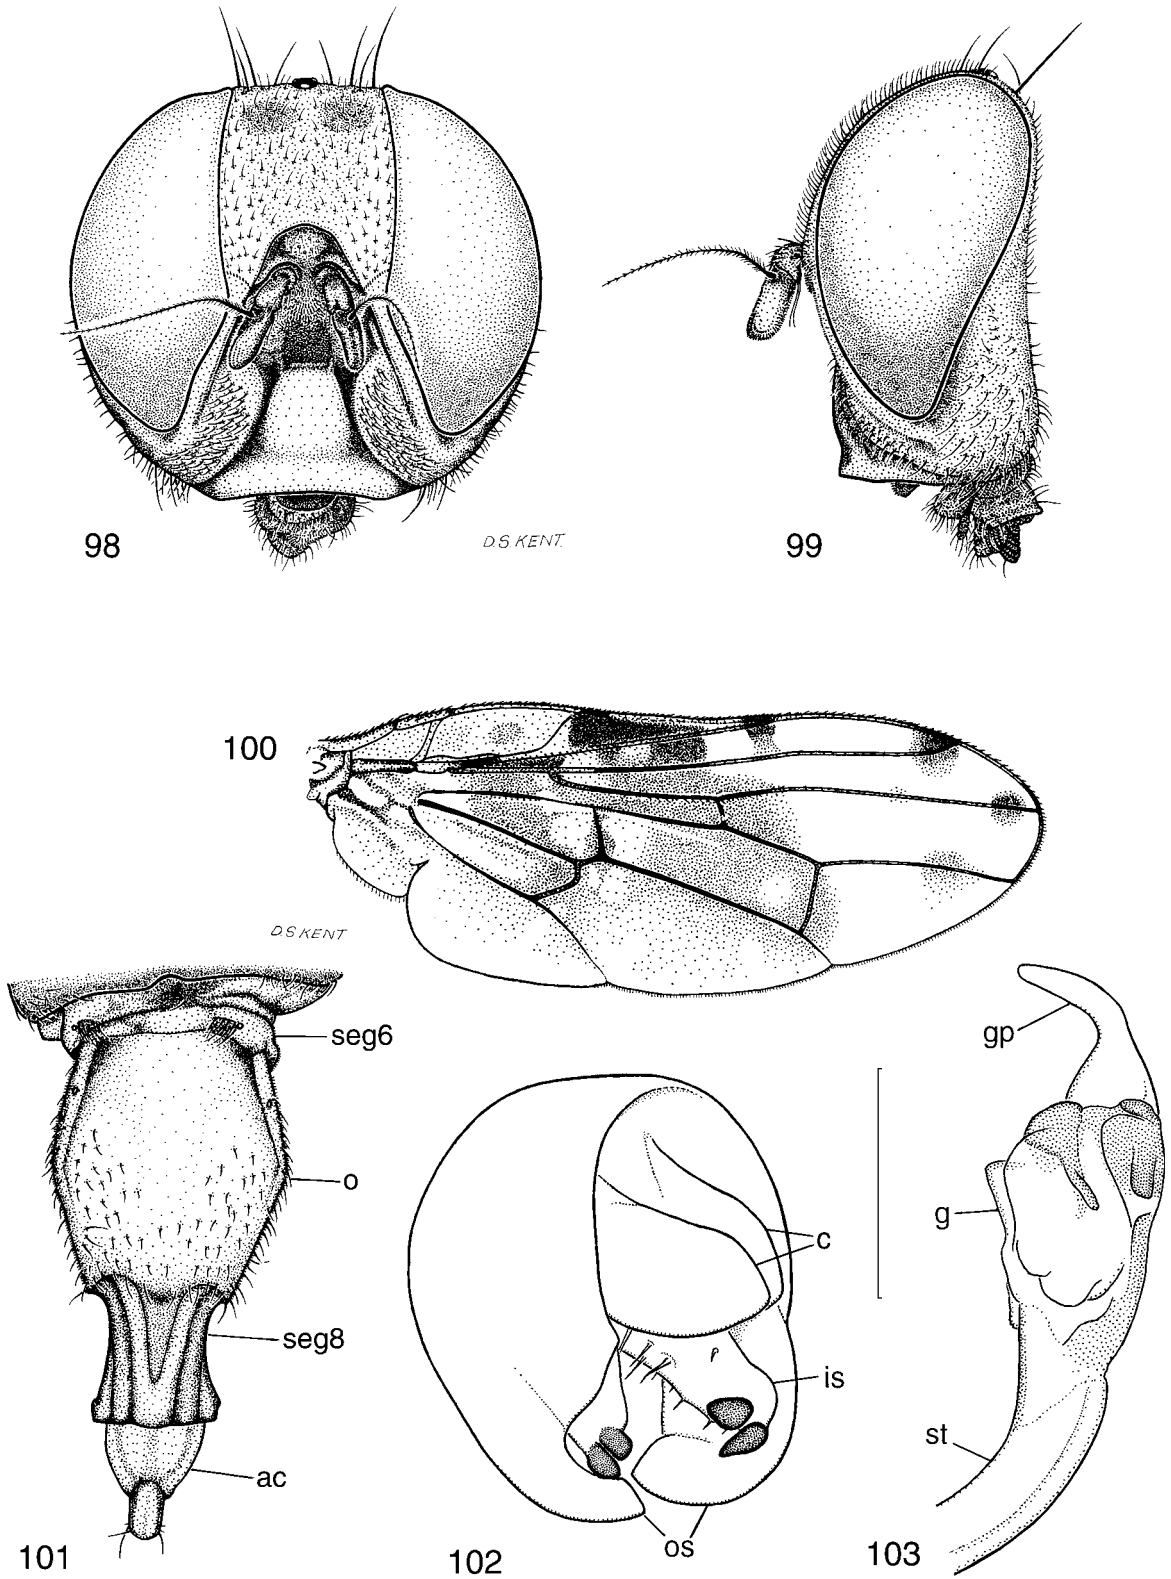 98
D.S.KENT.
99
100
D.S KENT
seg6
o
seg8
ac
101
c
is
os
102
gp
g
st
103